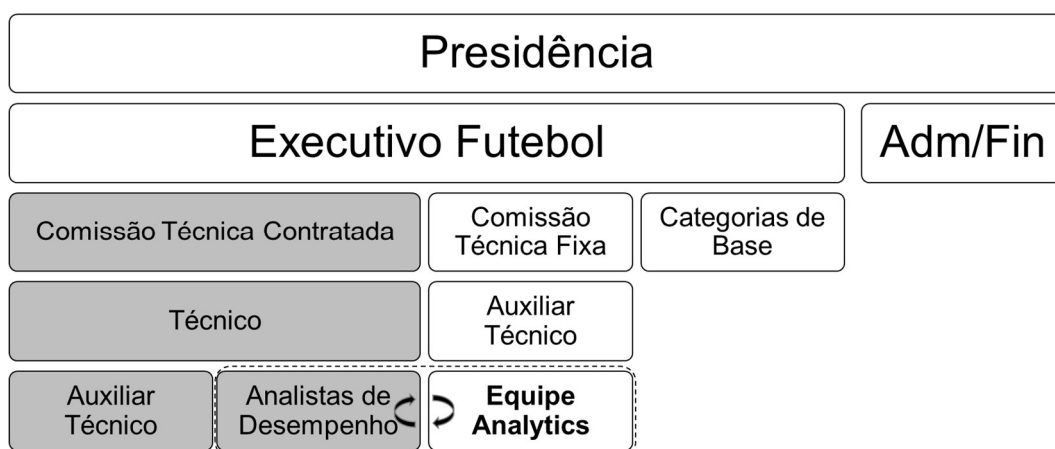 Presidência
Executivo Futebol
Adm/Fin
Comissão Técnica Contratada
Comissão
Técnica Fixa
Categorias de
Base
Técnico
Auxiliar
Técnico
Auxiliar
Técnico
Analistas de
Desempenho
Equipe
Analytics